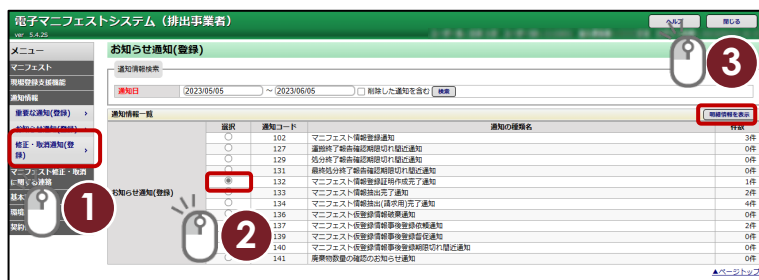 電子マニフェストシステム（排出事業者）
ver 5.4.25
ヘルプ 閉じる
メニュー
マニフェスト
現場登録支援機能
通知情報
重要な通知(登録)
お知らせ通知(登録)
修正・取消通知(登録)
マニフェスト修正・取消に関する連絡
基本
環境
契約
お知らせ通知(登録)
通知情報検索
通知日 2023/05/05 ～ 2023/06/05 削除した通知を含む 検索
通知情報一覧 明細情報を表示
選択 通知コード 通知の種類名 件数
お知らせ通知(登録)
102 マニフェスト情報登録通知 3件
127 運搬終了報告確認期限切れ間近通知 0件
129 処分終了報告確認期限切れ間近通知 0件
131 最終処分終了報告確認期限切れ間近通知 0件
132 マニフェスト情報登録証明作成完了通知 1件
133 マニフェスト情報抽出完了通知 2件
134 マニフェスト情報抽出(請求用)完了通知 4件
136 マニフェスト仮登録情報破棄通知 0件
137 マニフェスト仮登録情報事後登録依頼通知 2件
139 マニフェスト仮登録情報事後登録督促通知 0件
140 マニフェスト仮登録情報事後登録期限切れ間近通知 0件
141 廃棄物数量の確認のお知らせ通知 0件
▲ページトップ
1
2
3